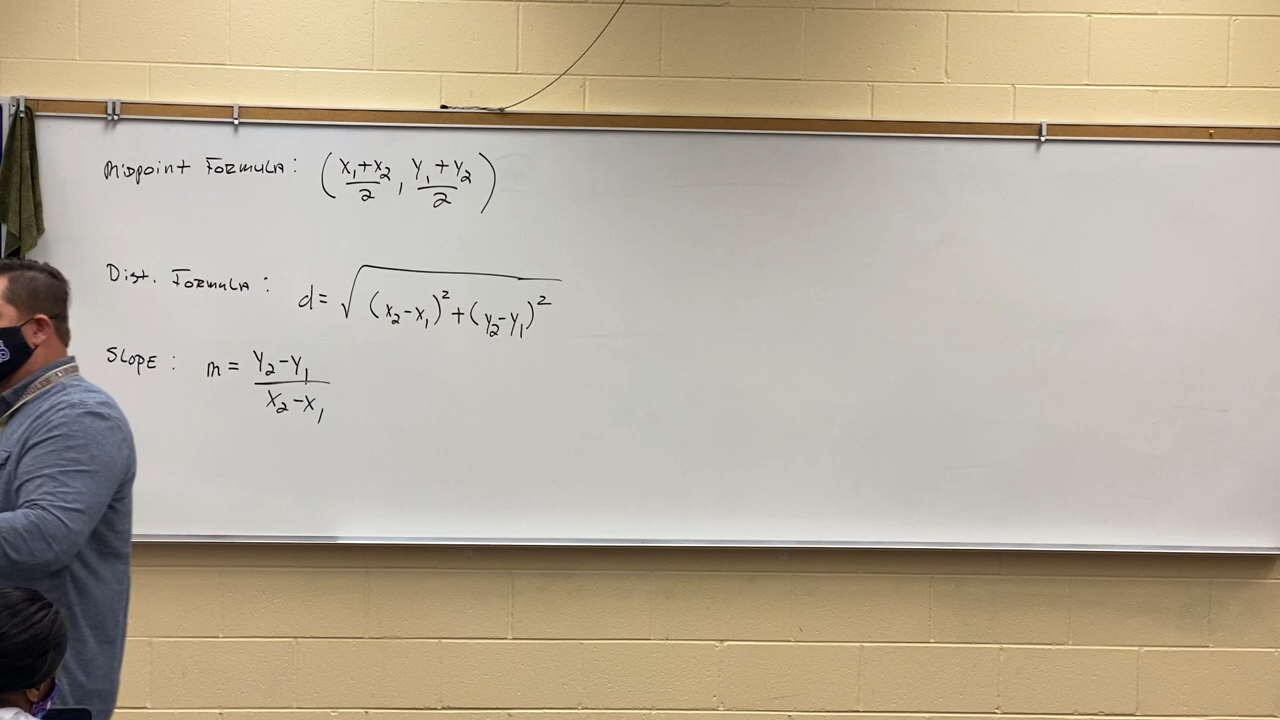 Midpoint Formula: (x₁+x₂/2, y₁+y₂/2)
Dist. Formula: d = √(x₂-x₁)²+(y₂-y₁)²
Slope: m = y₂-y₁/x₂-x₁